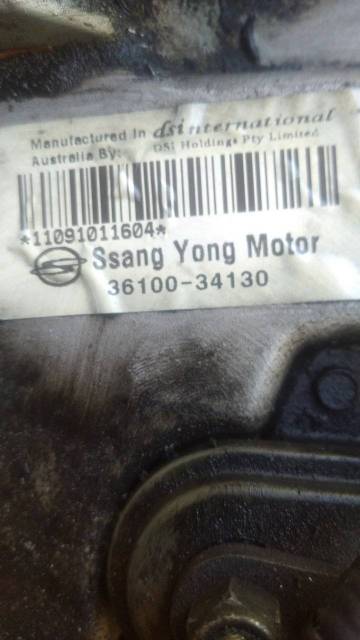 Manufactured In dsi international
Australia By: DSi Holdings Pty Limited
*11091011604*
Ssang Yong Motor
36100-34130